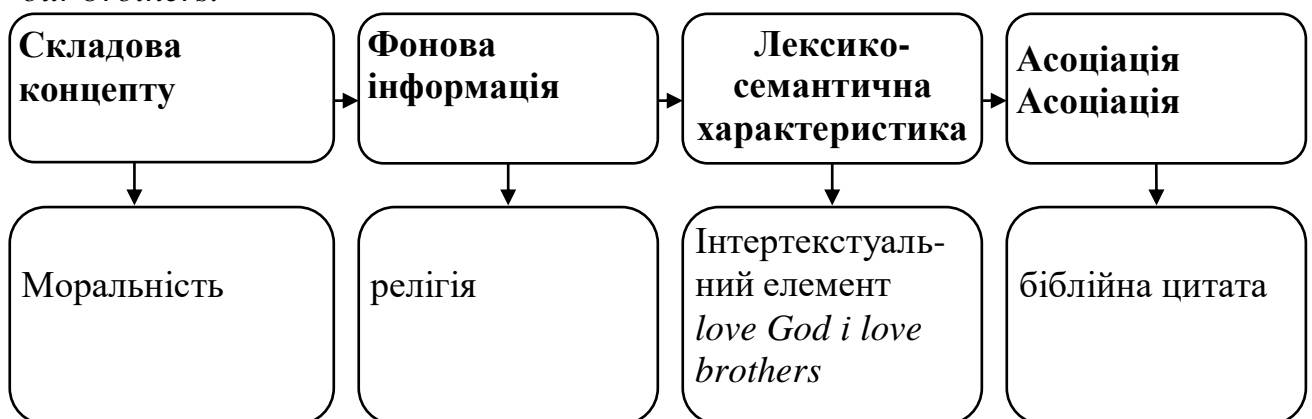 our brothers.
Складова
концепту
Фонова
інформація
Лексико-
семантична
характеристика
Асоціація
Асоціація
Моральність
релігія
Інтертекстуаль-
ний елемент
love God і love
brothers
біблійна цитата